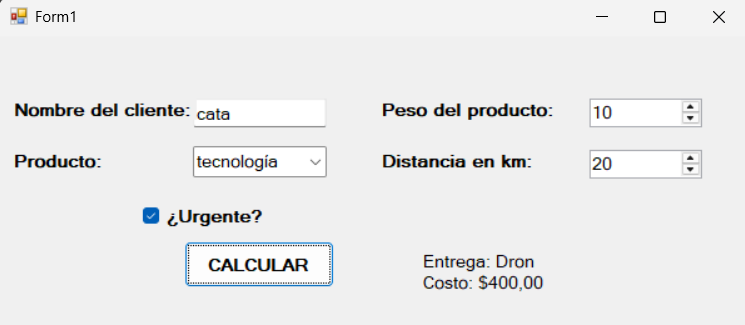 Form1
Nombre del cliente: cata
Peso del producto: 10
Producto: tecnología
Distancia en km: 20
¿Urgente?
CALCULAR
Entrega: Dron
Costo: $400,00